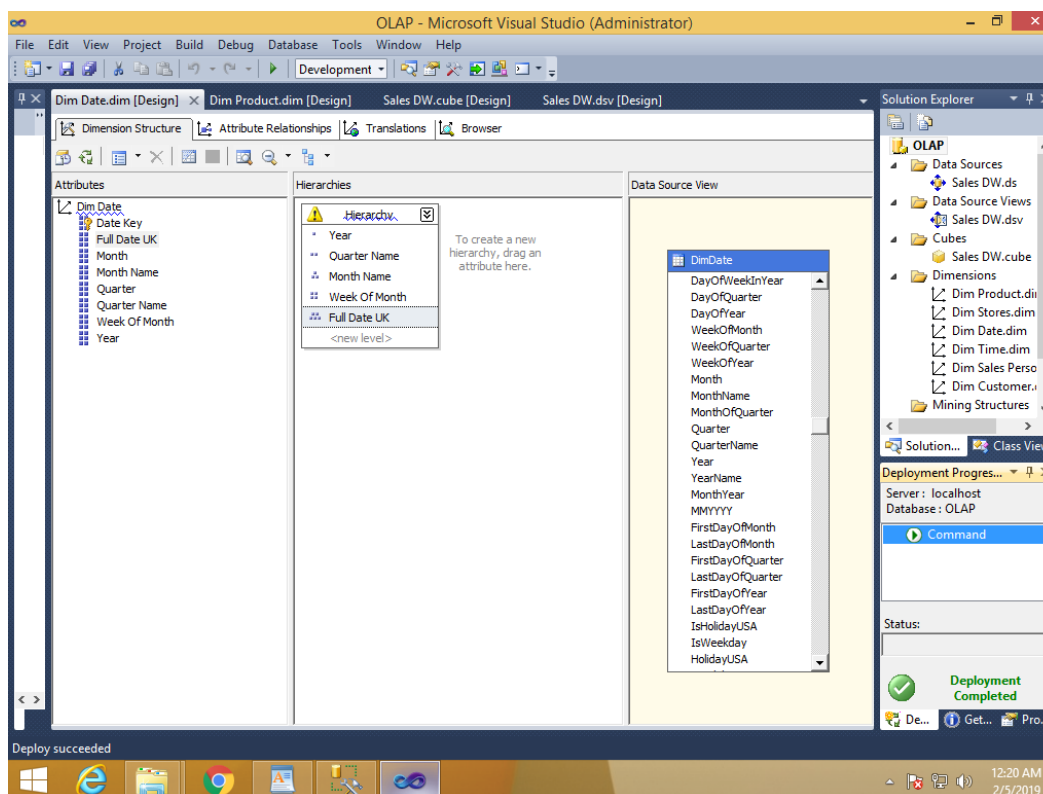 OLAP - Microsoft Visual Studio (Administrator)
File Edit View Project Build Debug Database Tools Window Help
Development
Dim Date.dim [Design] Dim Product.dim [Design] Sales DW.cube [Design] Sales DW.dsv [Design]
Dimension Structure Attribute Relationships Translations Browser
Attributes
Dim Date
Date Key
Full Date UK
Month
Month Name
Quarter
Quarter Name
Week Of Month
Year
Hierarchies
Hierarchy
Year
Quarter Name
Month Name
Week Of Month
Full Date UK
<new level>
To create a new
hierarchy, drag an
attribute here.
Data Source View
DimDate
DayOfWeekInYear
DayOfQuarter
DayOfYear
WeekOfMonth
WeekOfQuarter
WeekOfYear
Month
MonthName
MonthOfQuarter
Quarter
QuarterName
Year
YearName
MonthYear
MMYYYY
FirstDayOfMonth
LastDayOfMonth
FirstDayOfQuarter
LastDayOfQuarter
FirstDayOfYear
LastDayOfYear
IsHolidayUSA
IsWeekday
HolidayUSA
Solution Explorer
OLAP
Data Sources
Sales DW.ds
Data Source Views
Sales DW.dsv
Cubes
Sales DW.cube
Dimensions
Dim Product.di
Dim Stores.dim
Dim Date.dim
Dim Time.dim
Dim Sales Perso
Dim Customer.
Mining Structures
Solution... Class Vie
Deployment Progres...
Server : localhost
Database : OLAP
Command
Status:
Deployment
Completed
De... Get... Pro.
Deploy succeeded
12:20 AM
2/5/2019